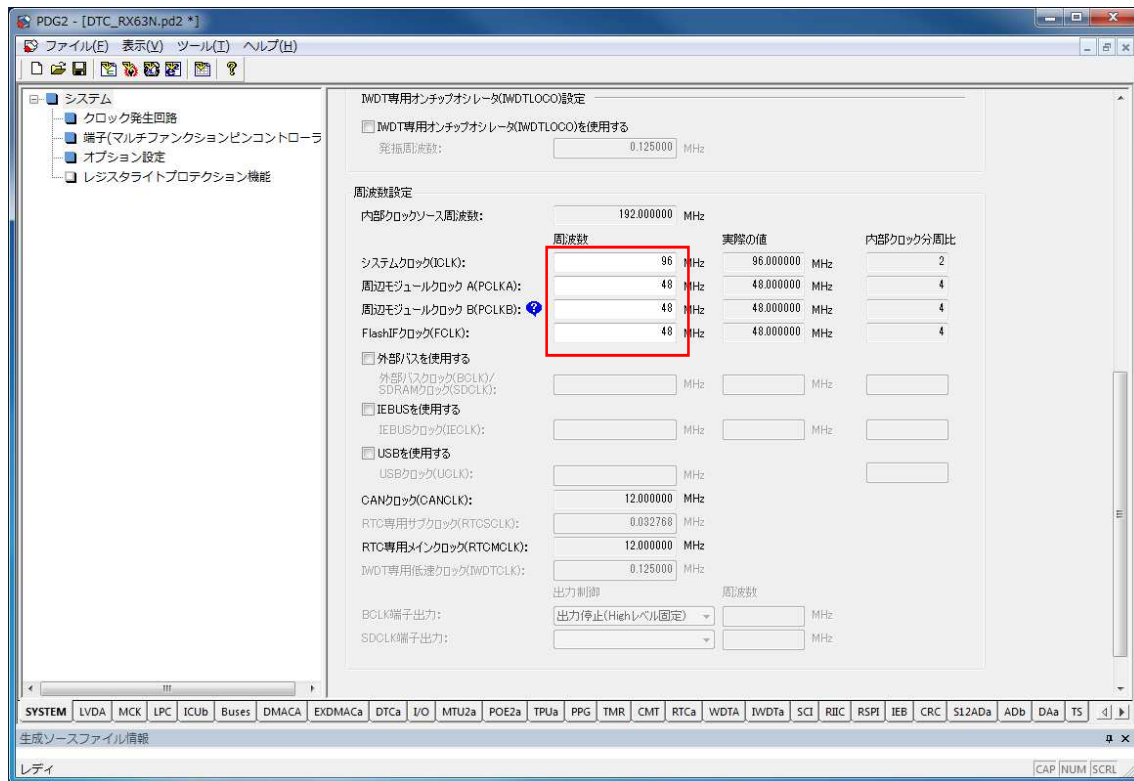 PDG2 - [DTC_RX63N.pd2 *]
ファイル(F) 表示(V) ツール(T) ヘルプ(H)
システム
クロック発生回路
端子(マルチファンクションピンコントローラ
オプション設定
レジスタライトプロテクション機能
IWDT専用オンチップオシレータ(IWDTLOCO)設定
IWDT専用オンチップオシレータ(IWDTLOCO)を使用する
発振周波数: 0.125000 MHz
周波数設定
内部クロックソース周波数: 192.000000 MHz
周波数 実際の値 内部クロック分周比
システムクロック(ICLK): 96 MHz 96.000000 MHz 2
周辺モジュールクロック A(PCLKA): 48 MHz 48.000000 MHz 4
周辺モジュールクロック B(PCLKB): 48 MHz 48.000000 MHz 4
FlashIFクロック(FCLK): 48 MHz 48.000000 MHz 4
外部バスを使用する
外部バスクロック(BCLK)/
SDRAMクロック(SDCLK): MHz MHz
IEBUSを使用する
IEBUSクロック(IECLK): MHz MHz
USBを使用する
USBクロック(UCLK): MHz
CANクロック(CANCLK): 12.000000 MHz
RTC専用サブクロック(RTCSCLK): 0.032768 MHz
RTC専用メインクロック(RTCMCLK): 12.000000 MHz
IWDT専用低速クロック(IWDTCLK): 0.125000 MHz
出力制御 周波数
BCLK端子出力: 出力停止(Highレベル固定) MHz
SDCLK端子出力: MHz
SYSTEM LVDA MCK LPC ICUb Buses DMACA EXDMACa DTCa I/O MTU2a POE2a TPUa PPG TMR CMT RTCa WDTA IWDTa SCI RIIC RSPI IEB CRC S12ADa ADb DAa TS
生成ソースファイル情報
レディ CAP NUM SCRL